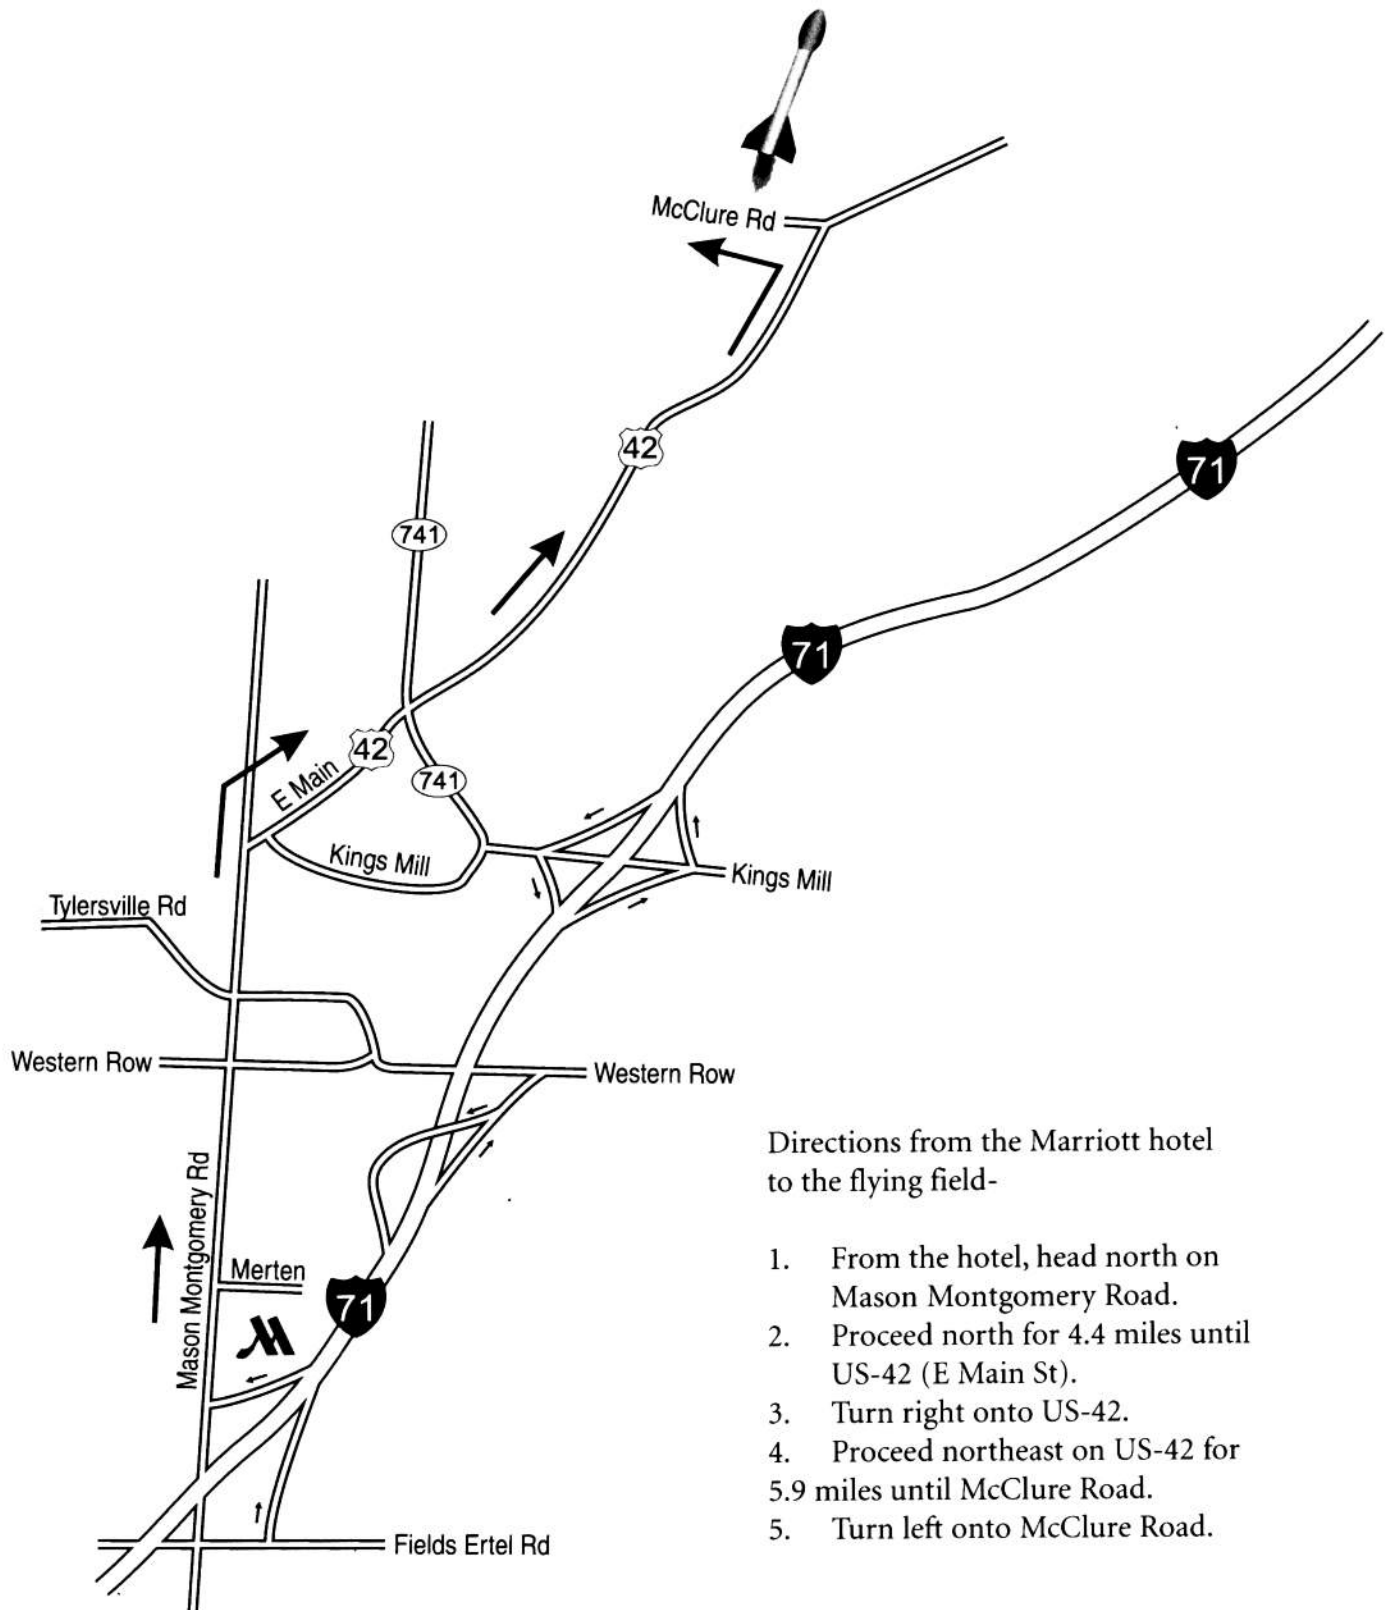 McClure Rd
42
71
741
71
42
E Main
741
Kings Mill
Kings Mill
Tylersville Rd
Western Row
Western Row
Mason Montgomery Rd
Merten
71
Fields Ertel Rd
Directions from the Marriott hotel
to the flying field-
1. From the hotel, head north on
Mason Montgomery Road.
2. Proceed north for 4.4 miles until
US-42 (E Main St).
3. Turn right onto US-42.
4. Proceed northeast on US-42 for
5.9 miles until McClure Road.
5. Turn left onto McClure Road.